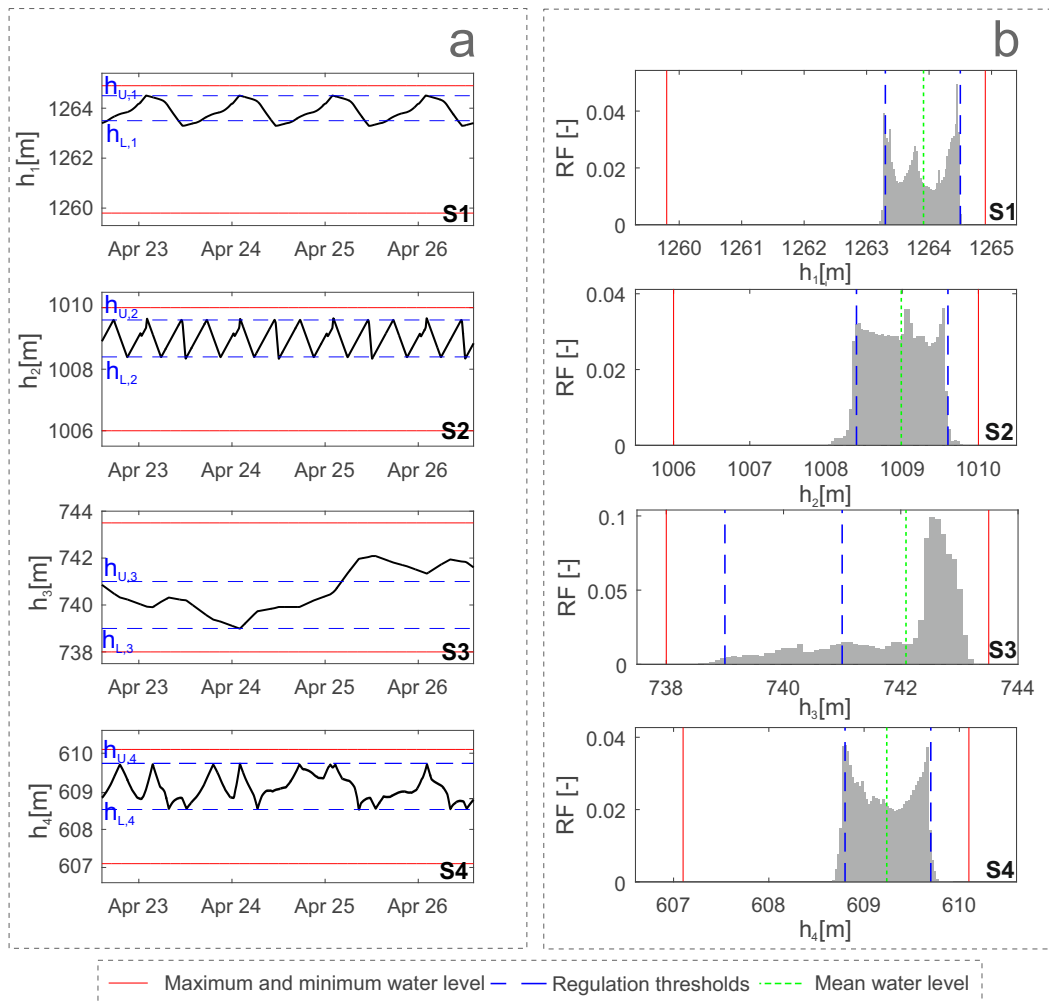 a
h₁[m]
1264
1262
1260
h_U,1
h_L,1
S1
Apr 23 Apr 24 Apr 25 Apr 26
h₂[m]
1010
1008
1006
h_U,2
h_L,2
S2
Apr 23 Apr 24 Apr 25 Apr 26
h₃[m]
744
742
740
738
h_U,3
h_L,3
S3
Apr 23 Apr 24 Apr 25 Apr 26
h₄[m]
610
609
608
607
h_U,4
h_L,4
S4
Apr 23 Apr 24 Apr 25 Apr 26
b
RF [-]
0.04
0.02
0
S1
1260 1261 1262 1263 1264 1265
h₁[m]
RF [-]
0.04
0.02
0
S2
1006 1007 1008 1009 1010
h₂[m]
RF [-]
0.1
0.05
0
S3
738 740 742 744
h₃[m]
RF [-]
0.04
0.02
0
S4
607 608 609 610
h₄[m]
Maximum and minimum water level Regulation thresholds Mean water level